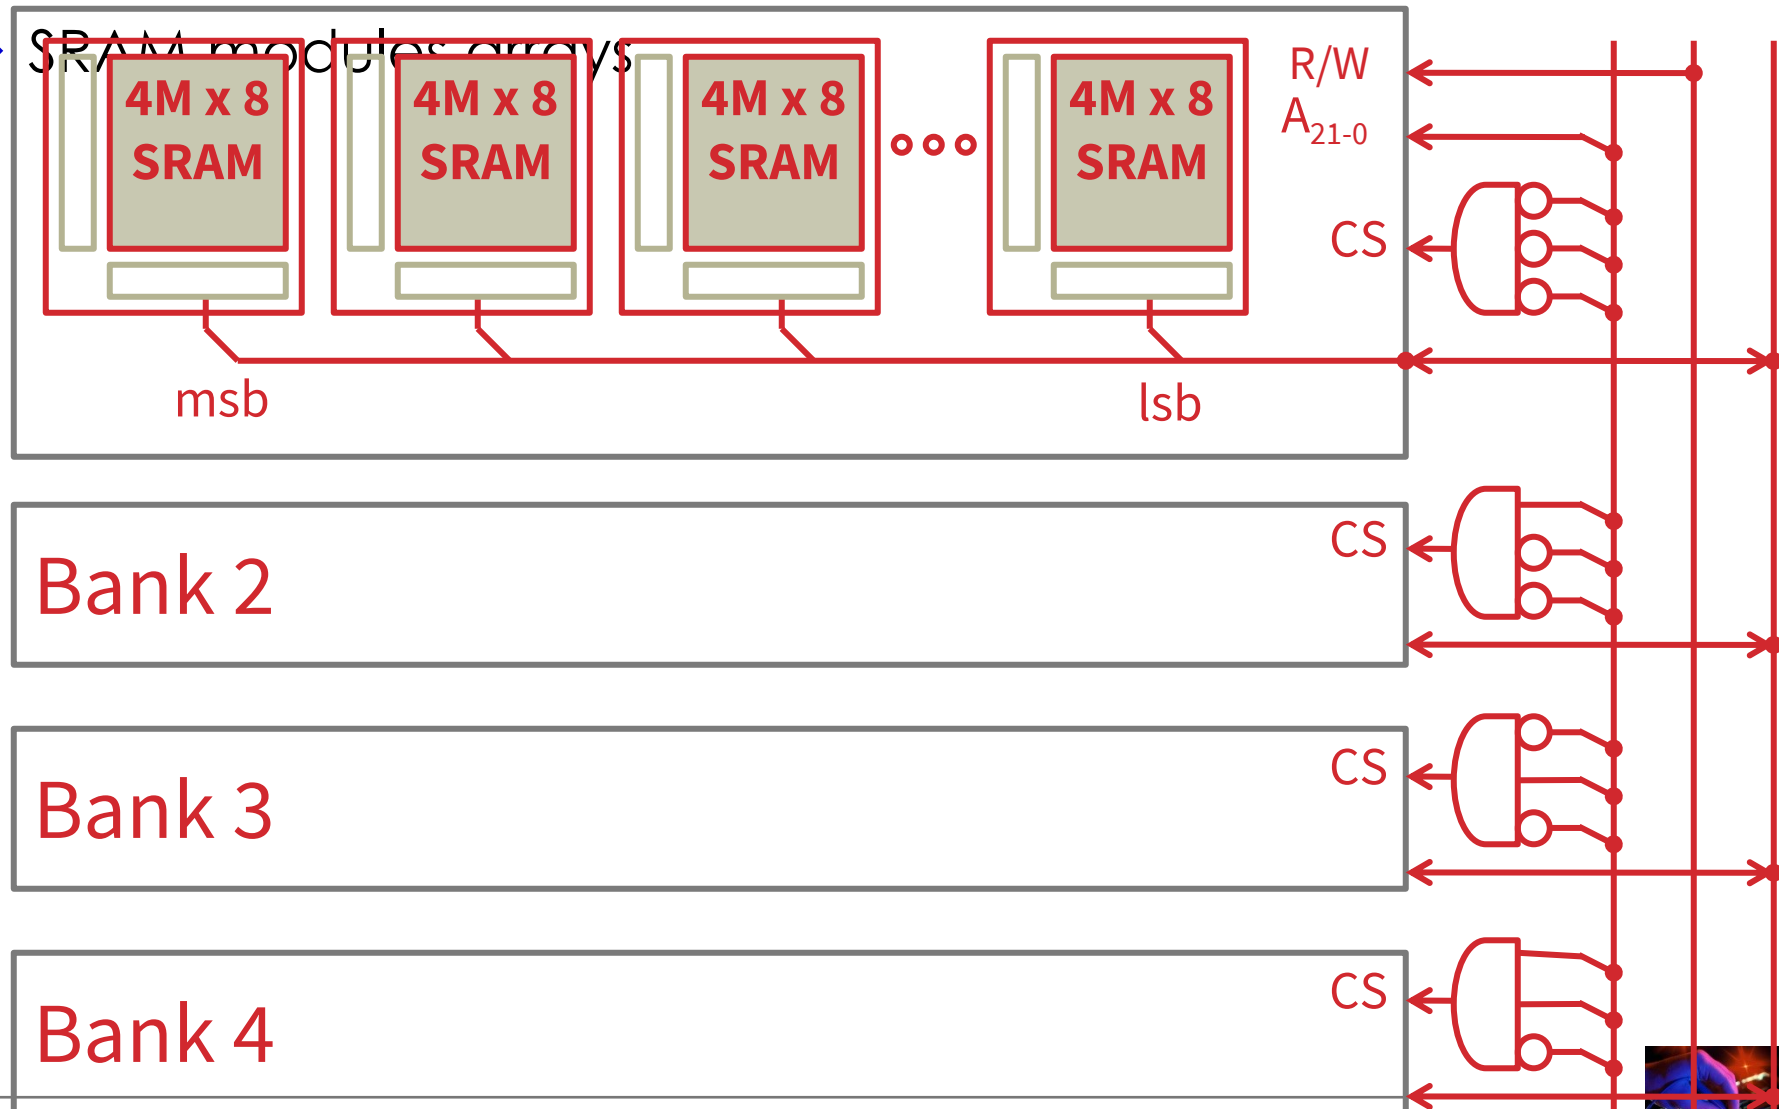 SRAM modules arrays
4M x 8
SRAM
4M x 8
SRAM
4M x 8
SRAM
4M x 8
SRAM
R/W
A21-0
CS
msb
lsb
CS
Bank 2
CS
Bank 3
CS
Bank 4